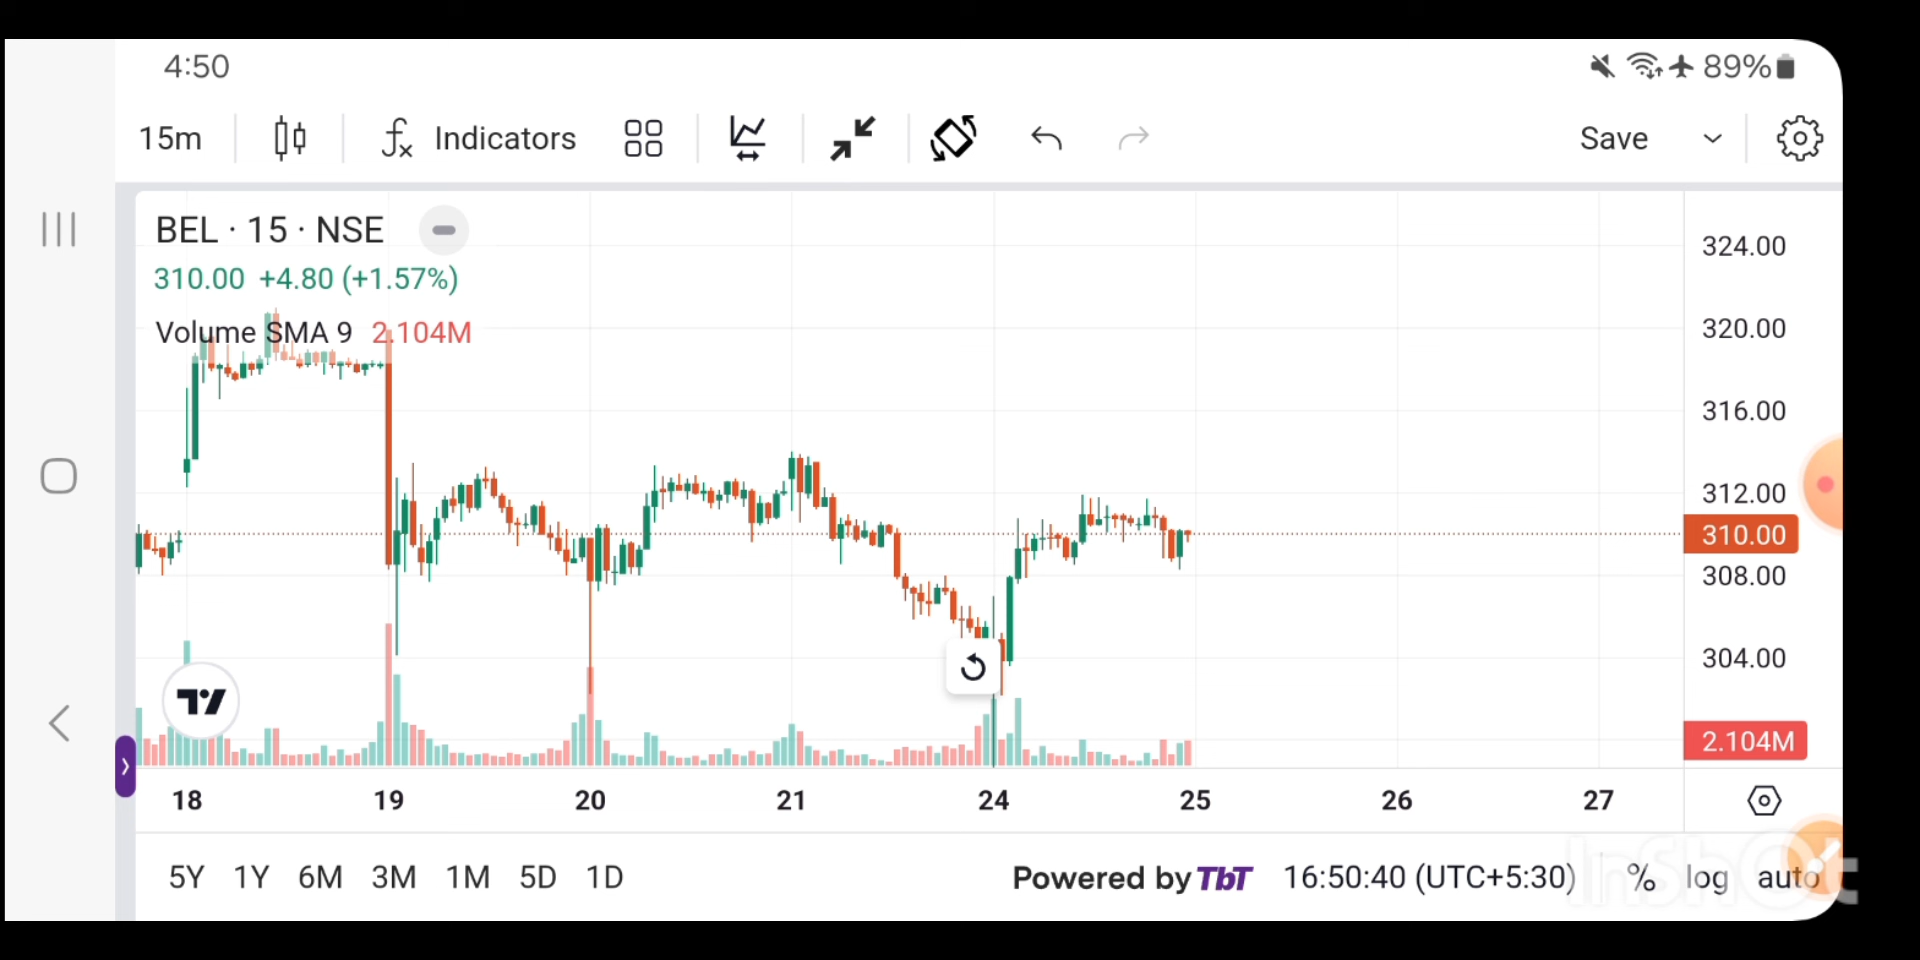 4:50
89%
15m
Indicators
Save
BEL · 15 · NSE
310.00 +4.80 (+1.57%)
Volume SMA 9 2.104M
324.00
320.00
316.00
312.00
310.00
308.00
304.00
2.104M
18 19 20 21 24 25 26 27
5Y 1Y 6M 3M 1M 5D 1D
Powered by TbT
16:50:40 (UTC+5:30)
% log auto
InShOt